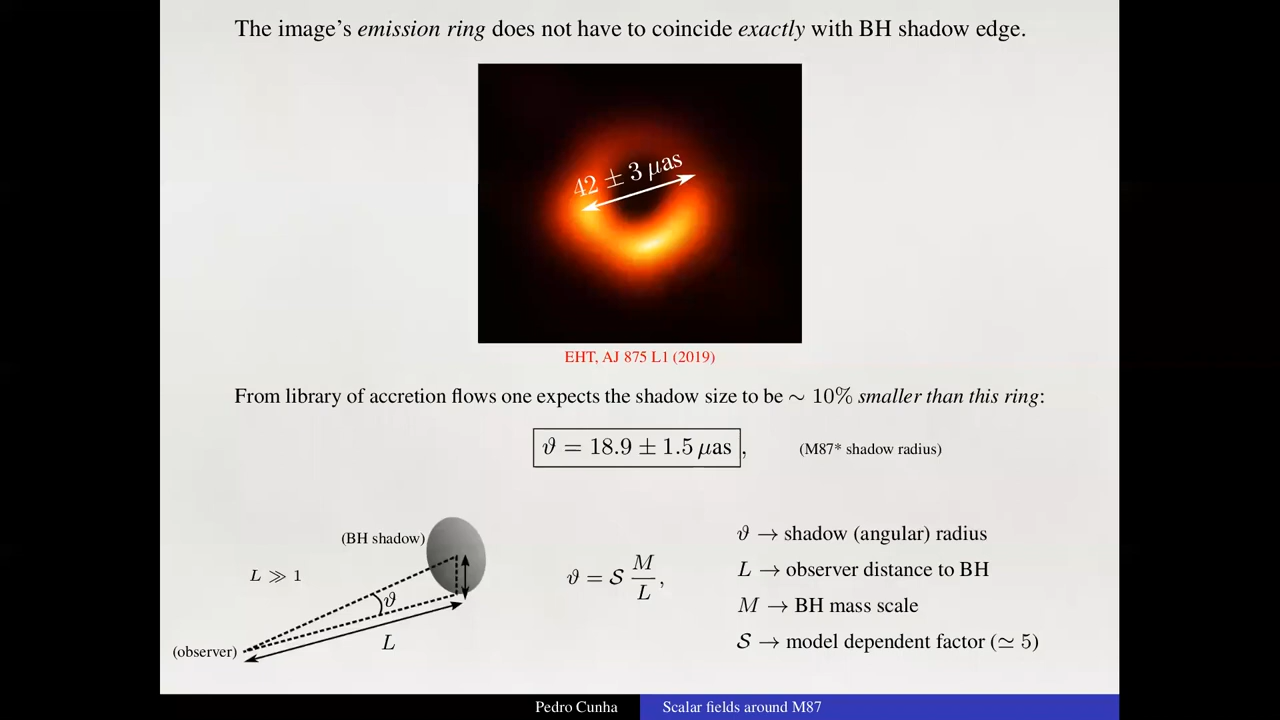 The image's emission ring does not have to coincide exactly with BH shadow edge.
42 ± 3 μas
EHT, AJ 875 L1 (2019)
From library of accretion flows one expects the shadow size to be ∼ 10% smaller than this ring:
ϑ = 18.9 ± 1.5 μas, (M87* shadow radius)
(BH shadow)
L ≫ 1
ϑ
L
(observer)
ϑ = 𝒮 M/L,
ϑ → shadow (angular) radius
L → observer distance to BH
M → BH mass scale
𝒮 → model dependent factor (≃ 5)
Pedro Cunha
Scalar fields around M87